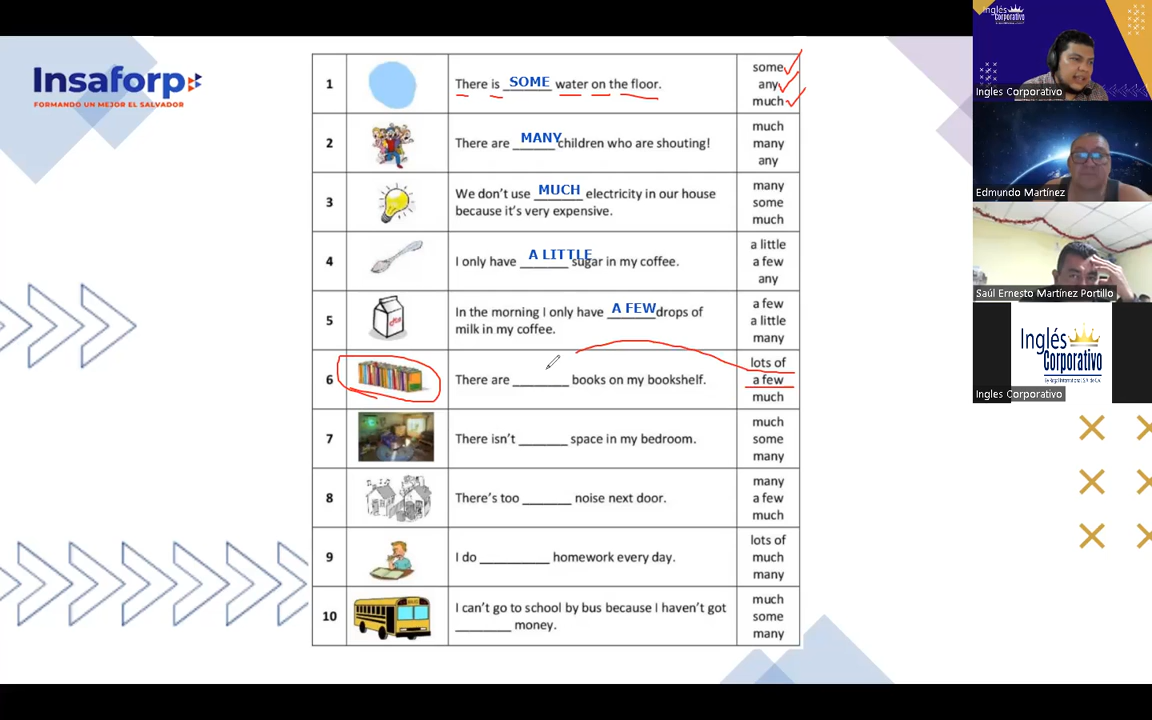 Insaforp
FORMANDO UN MEJOR EL SALVADOR
1
There is SOME water on the floor.
some
any
much
2
There are MANY children who are shouting!
much
many
any
3
We don't use MUCH electricity in our house
because it's very expensive.
many
some
much
4
I only have A LITTLE sugar in my coffee.
a little
a few
any
5
In the morning I only have A FEW drops of
milk in my coffee.
a few
a little
many
6
There are _________ books on my bookshelf.
lots of
a few
much
7
There isn't _______ space in my bedroom.
much
some
many
8
There's too _______ noise next door.
many
a few
much
9
I do __________ homework every day.
lots of
much
many
10
I can't go to school by bus because I haven't got
________ money.
much
some
many
Inglés
Corporativo
Ingles Corporativo
Edmundo Martínez
Saúl Ernesto Martínez Portillo
Inglés
Corporativo
Ingles Corporativo